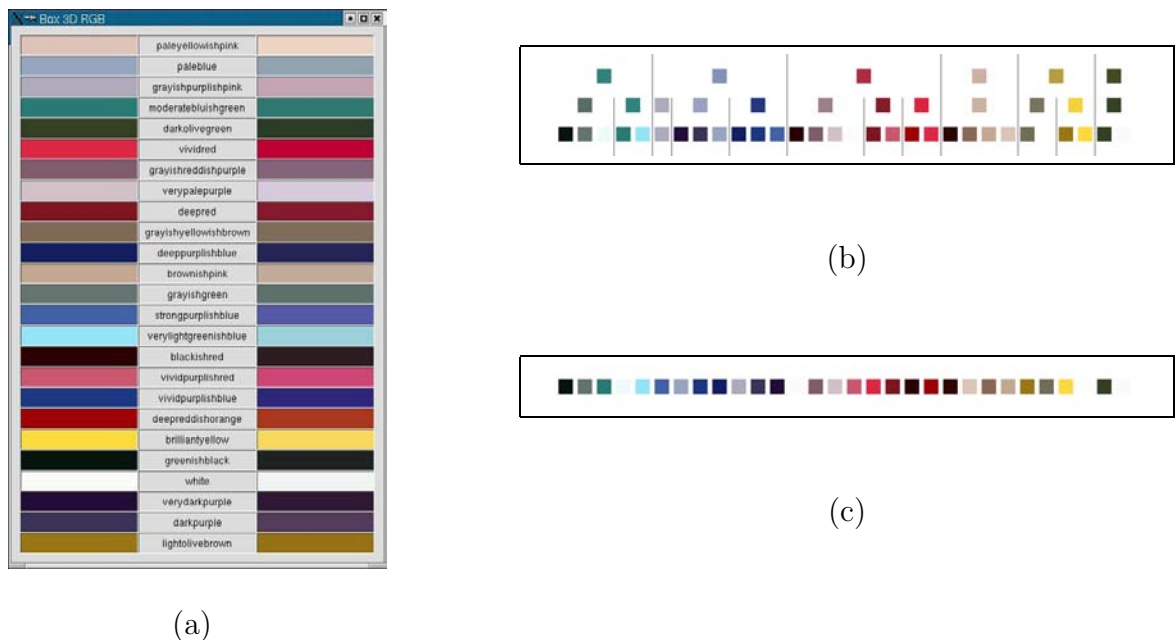 Box 3D RGB
paleyellowishpink
paleblue
grayishpurplishpink
moderatebluishgreen
darkolivegreen
vividred
grayishreddishpurple
verypalepurple
deepred
grayishyellowishbrown
deeppurplishblue
brownishpink
grayishgreen
strongpurplishblue
verylightgreenishblue
blackishred
vividpurplishred
vividpurplishblue
deepreddishorange
brilliantyellow
greenishblack
white
verydarkpurple
darkpurple
lightolivebrown
(a)
(b)
(c)